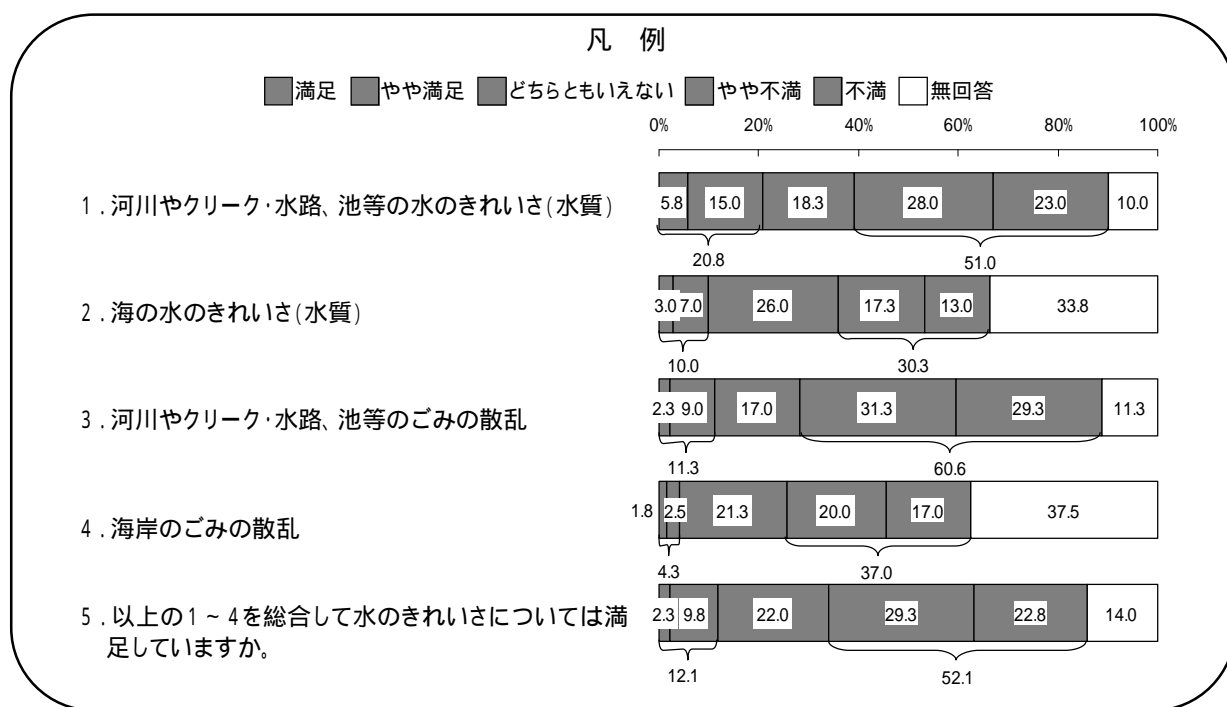 凡 例
満足 やや満足 どちらともいえない やや不満 不満 無回答
0% 20% 40% 60% 80% 100%
1.河川やクリーク・水路、池等の水のきれいさ(水質)
5.8 15.0 18.3 28.0 23.0 10.0
20.8 51.0
2.海の水のきれいさ(水質)
3.0 7.0 26.0 17.3 13.0 33.8
10.0 30.3
3.河川やクリーク・水路、池等のごみの散乱
2.3 9.0 17.0 31.3 29.3 11.3
11.3 60.6
4.海岸のごみの散乱
1.8 2.5 21.3 20.0 17.0 37.5
4.3 37.0
5.以上の1~4を総合して水のきれいさについては満
足していますか。
2.3 9.8 22.0 29.3 22.8 14.0
12.1 52.1